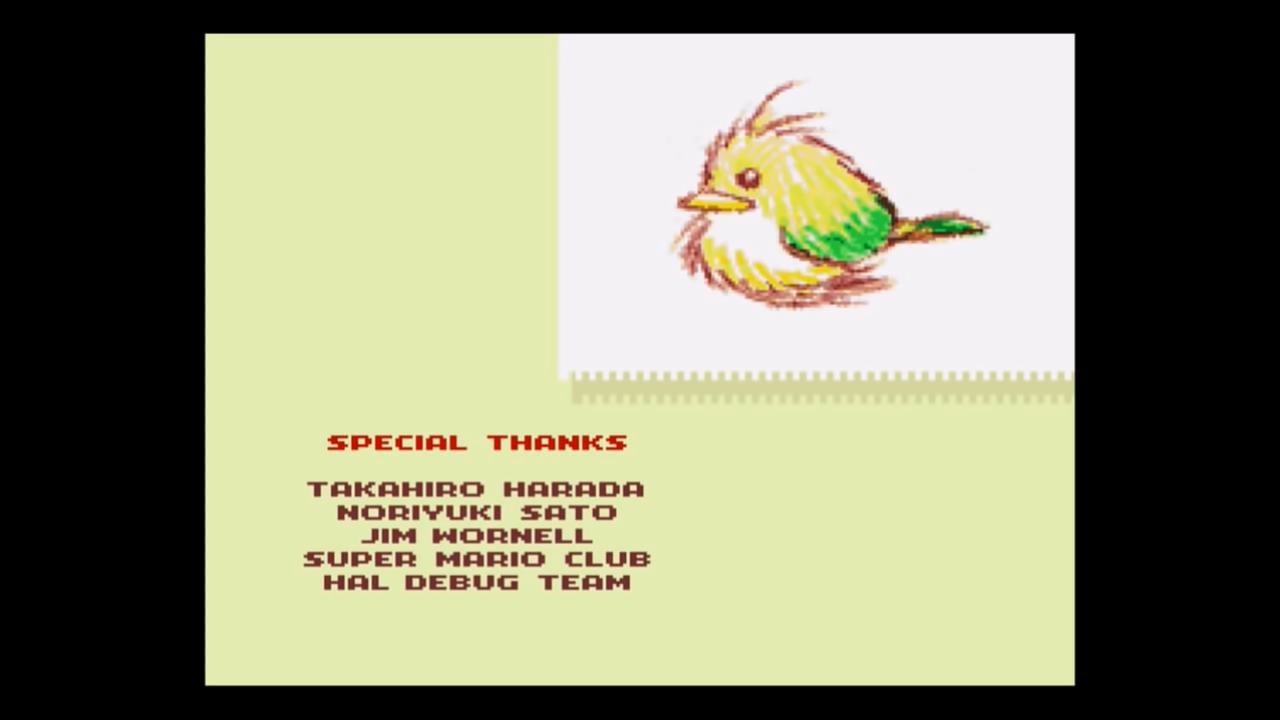 SPECIAL THANKS
TAKAHIRO HARADA
NORIYUKI SATO
JIM WORNELL
SUPER MARIO CLUB
HAL DEBUG TEAM